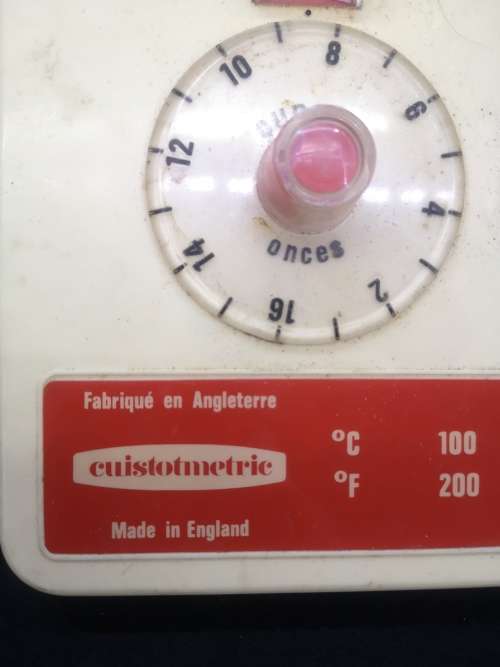 10 8 6
12 4
onces
14 16 2
Fabriqué en Angleterre
cuistotmetric
Made in England
°C 100
°F 200